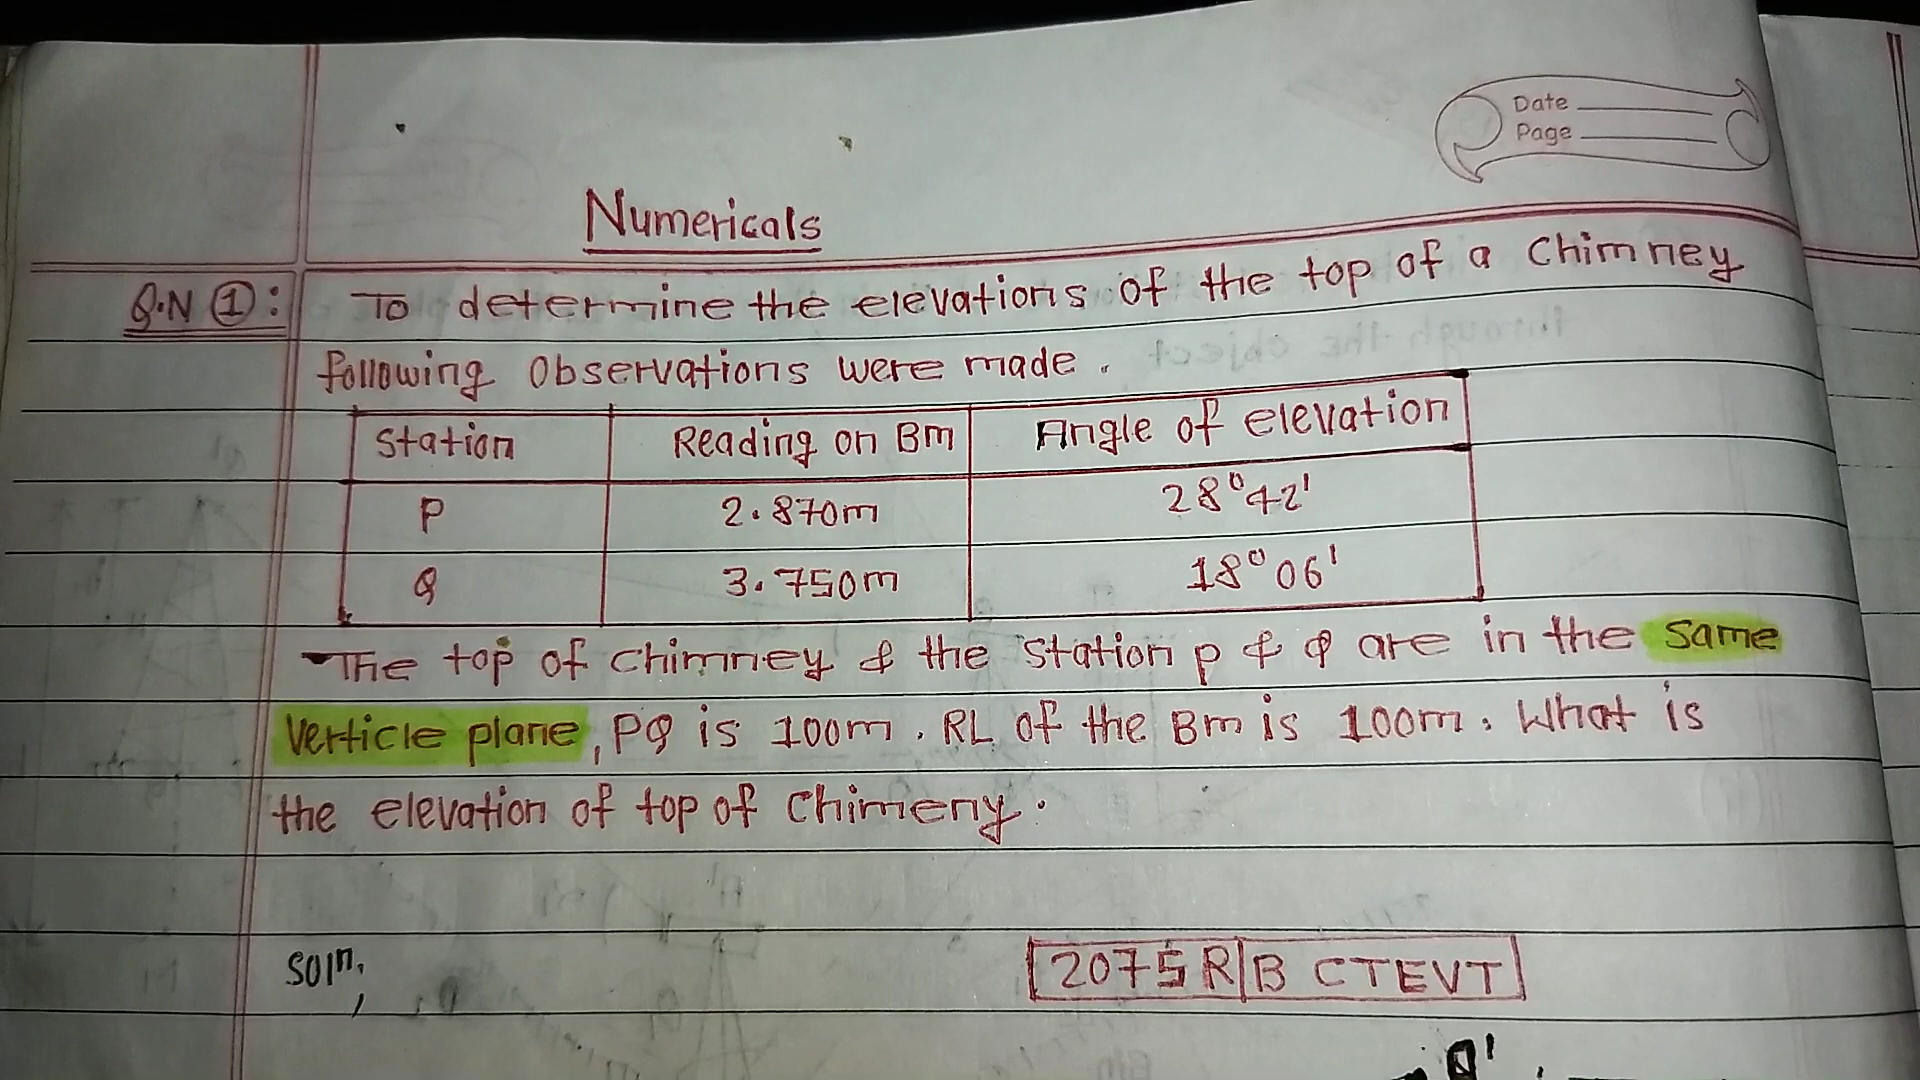 Date
Page
Numericals
Q.N ①: To determine the elevations of the top of a Chimney
following observations were made.
Station Reading on Bm Angle of elevation
P 2.870m 28°42'
Q 3.750m 18°06'
The top of chimney & the station p & Q are in the same
verticle plane, PQ is 100m. RL of the Bm is 100m. What is
the elevation of top of Chimeny.
Soln,
2075 R/B CTEVT